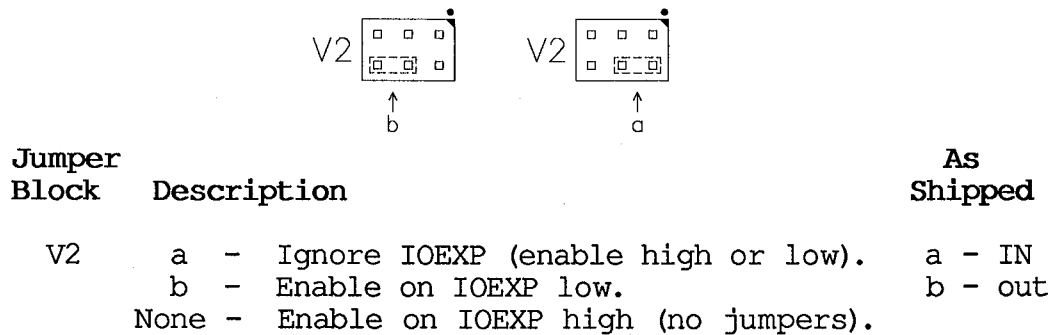 V2 V2
b a
Jumper As
Block Description Shipped
V2 a - Ignore IOEXP (enable high or low). a - IN
b - Enable on IOEXP low. b - out
None - Enable on IOEXP high (no jumpers).